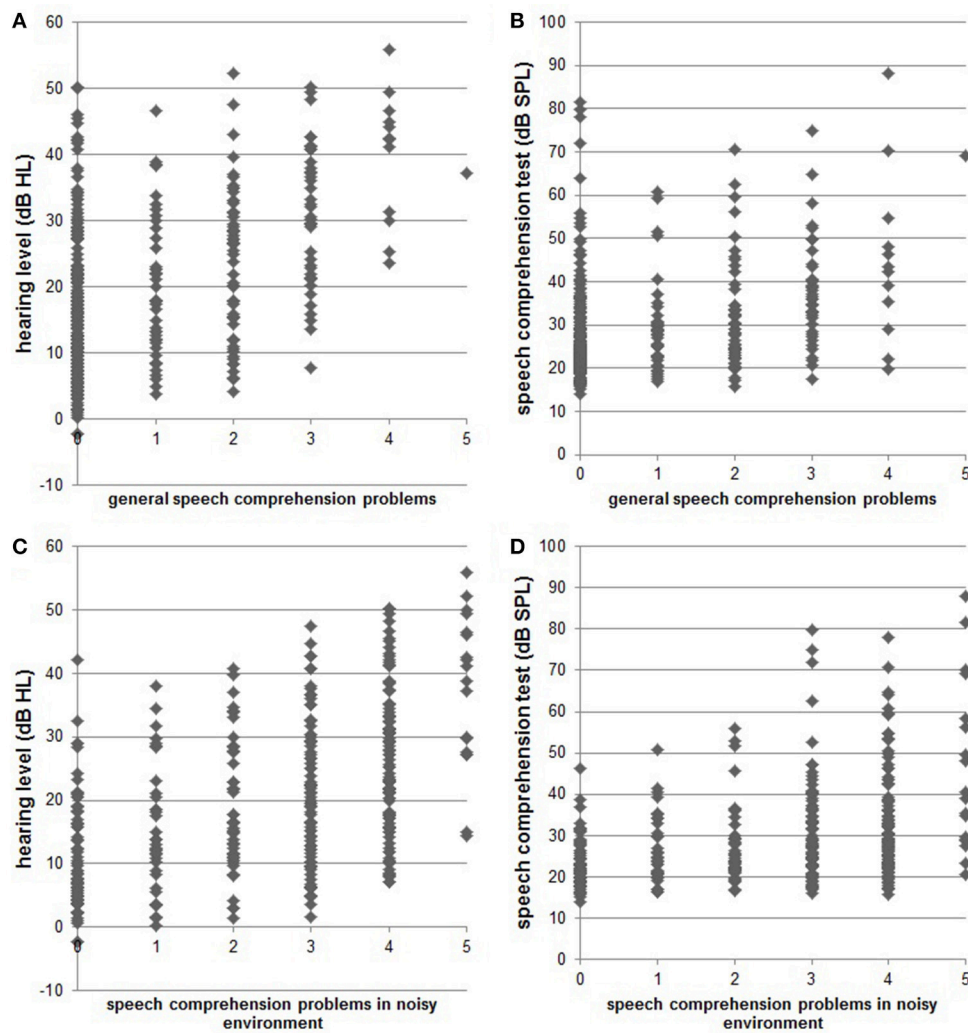 A
hearing level (dB HL)
60
50
40
30
20
10
0
-10
0 1 2 3 4 5
general speech comprehension problems
B
speech comprehension test (dB SPL)
100
90
80
70
60
50
40
30
20
10
0
0 1 2 3 4 5
general speech comprehension problems
C
hearing level (dB HL)
60
50
40
30
20
10
0
-10
0 1 2 3 4 5
speech comprehension problems in noisy
environment
D
speech comprehension test (dB SPL)
100
90
80
70
60
50
40
30
20
10
0
0 1 2 3 4 5
speech comprehension problems in noisy
environment